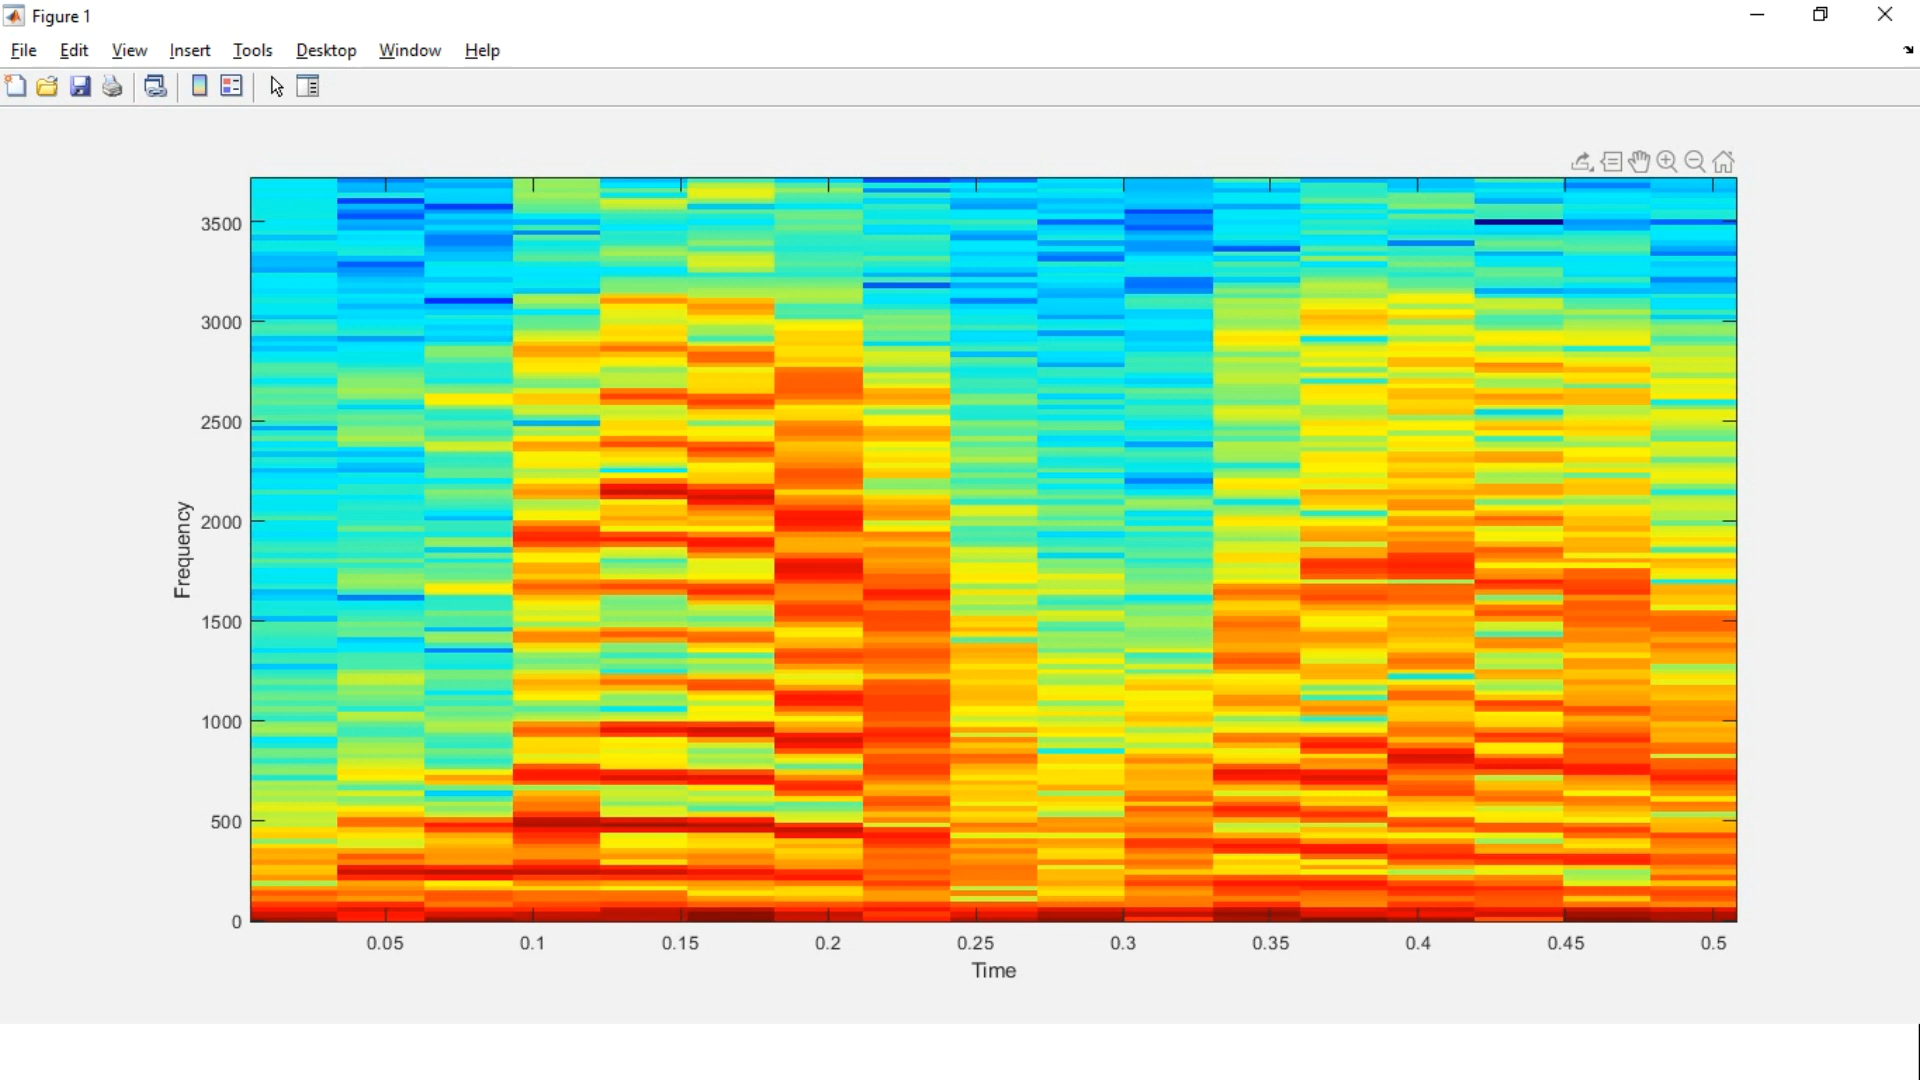 Figure 1
File Edit View Insert Tools Desktop Window Help
3500
3000
2500
2000
1500
1000
500
0
Frequency
0.05 0.1 0.15 0.2 0.25 0.3 0.35 0.4 0.45 0.5
Time